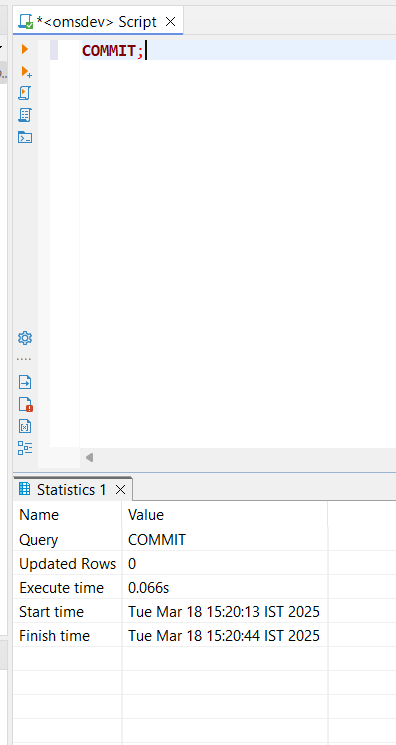 *<omsdev> Script
COMMIT;
Statistics 1
Name Value
Query COMMIT
Updated Rows 0
Execute time 0.066s
Start time Tue Mar 18 15:20:13 IST 2025
Finish time Tue Mar 18 15:20:44 IST 2025